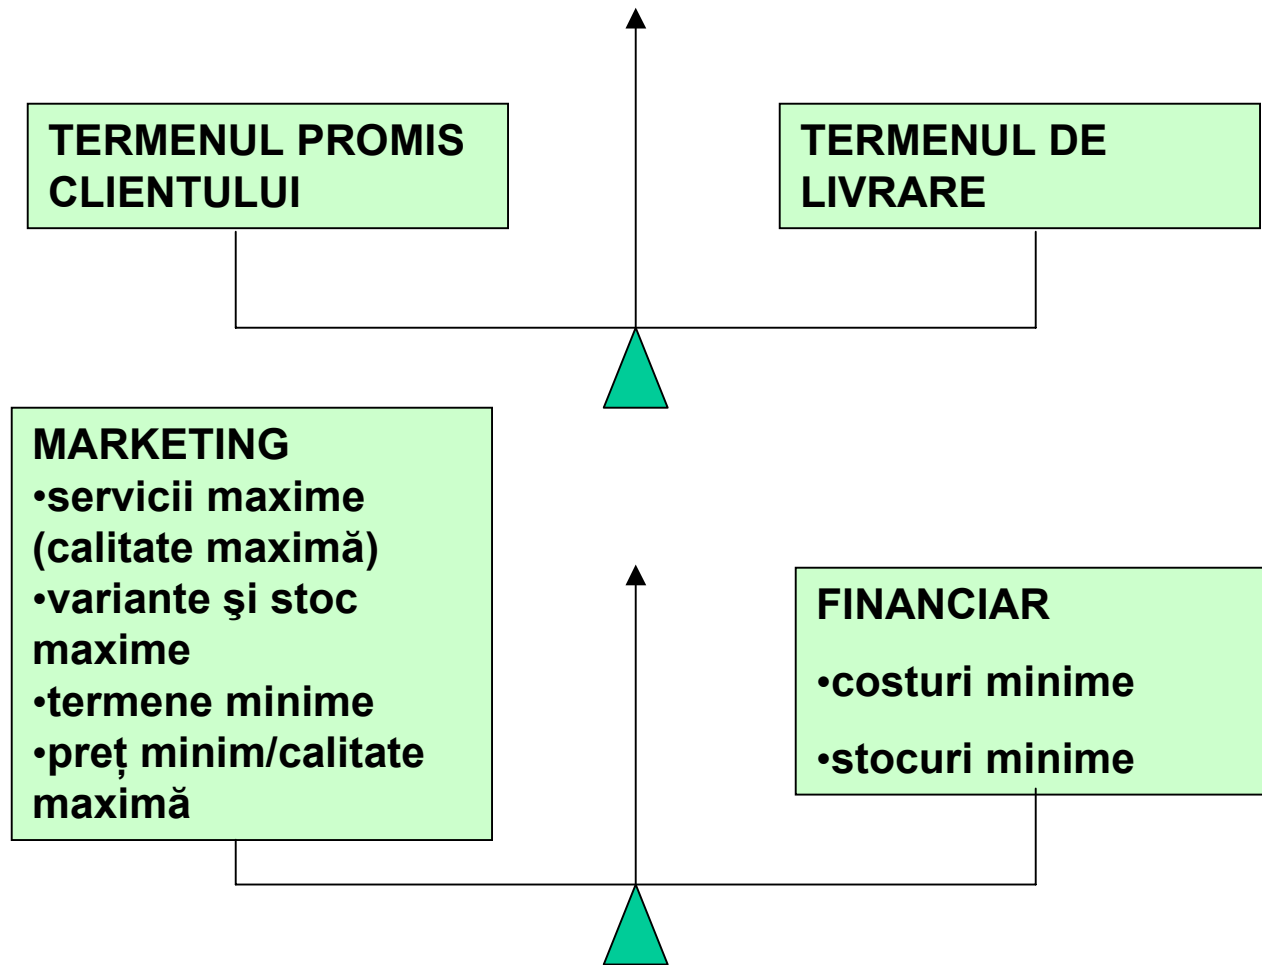 TERMENUL PROMIS
CLIENTULUI
TERMENUL DE
LIVRARE
MARKETING
•servicii maxime
(calitate maximă)
•variante şi stoc
maxime
•termene minime
•preț minim/calitate
maximă
FINANCIAR
•costuri minime
•stocuri minime